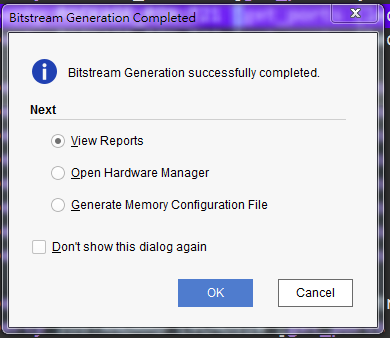 Bitstream Generation Completed
Bitstream Generation successfully completed.
Next
View Reports
Open Hardware Manager
Generate Memory Configuration File
Don't show this dialog again
OK
Cancel